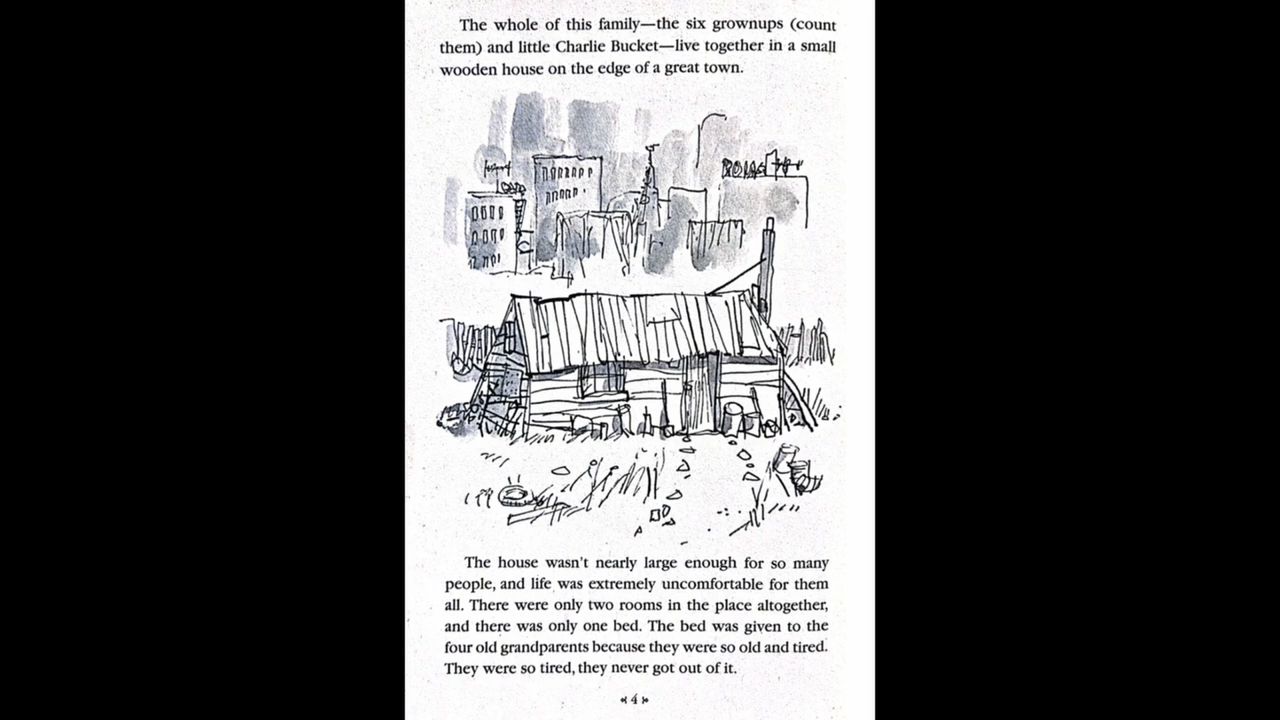 The whole of this family—the six grownups (count
them) and little Charlie Bucket—live together in a small
wooden house on the edge of a great town.
The house wasn't nearly large enough for so many
people, and life was extremely uncomfortable for them
all. There were only two rooms in the place altogether,
and there was only one bed. The bed was given to the
four old grandparents because they were so old and tired.
They were so tired, they never got out of it.
4